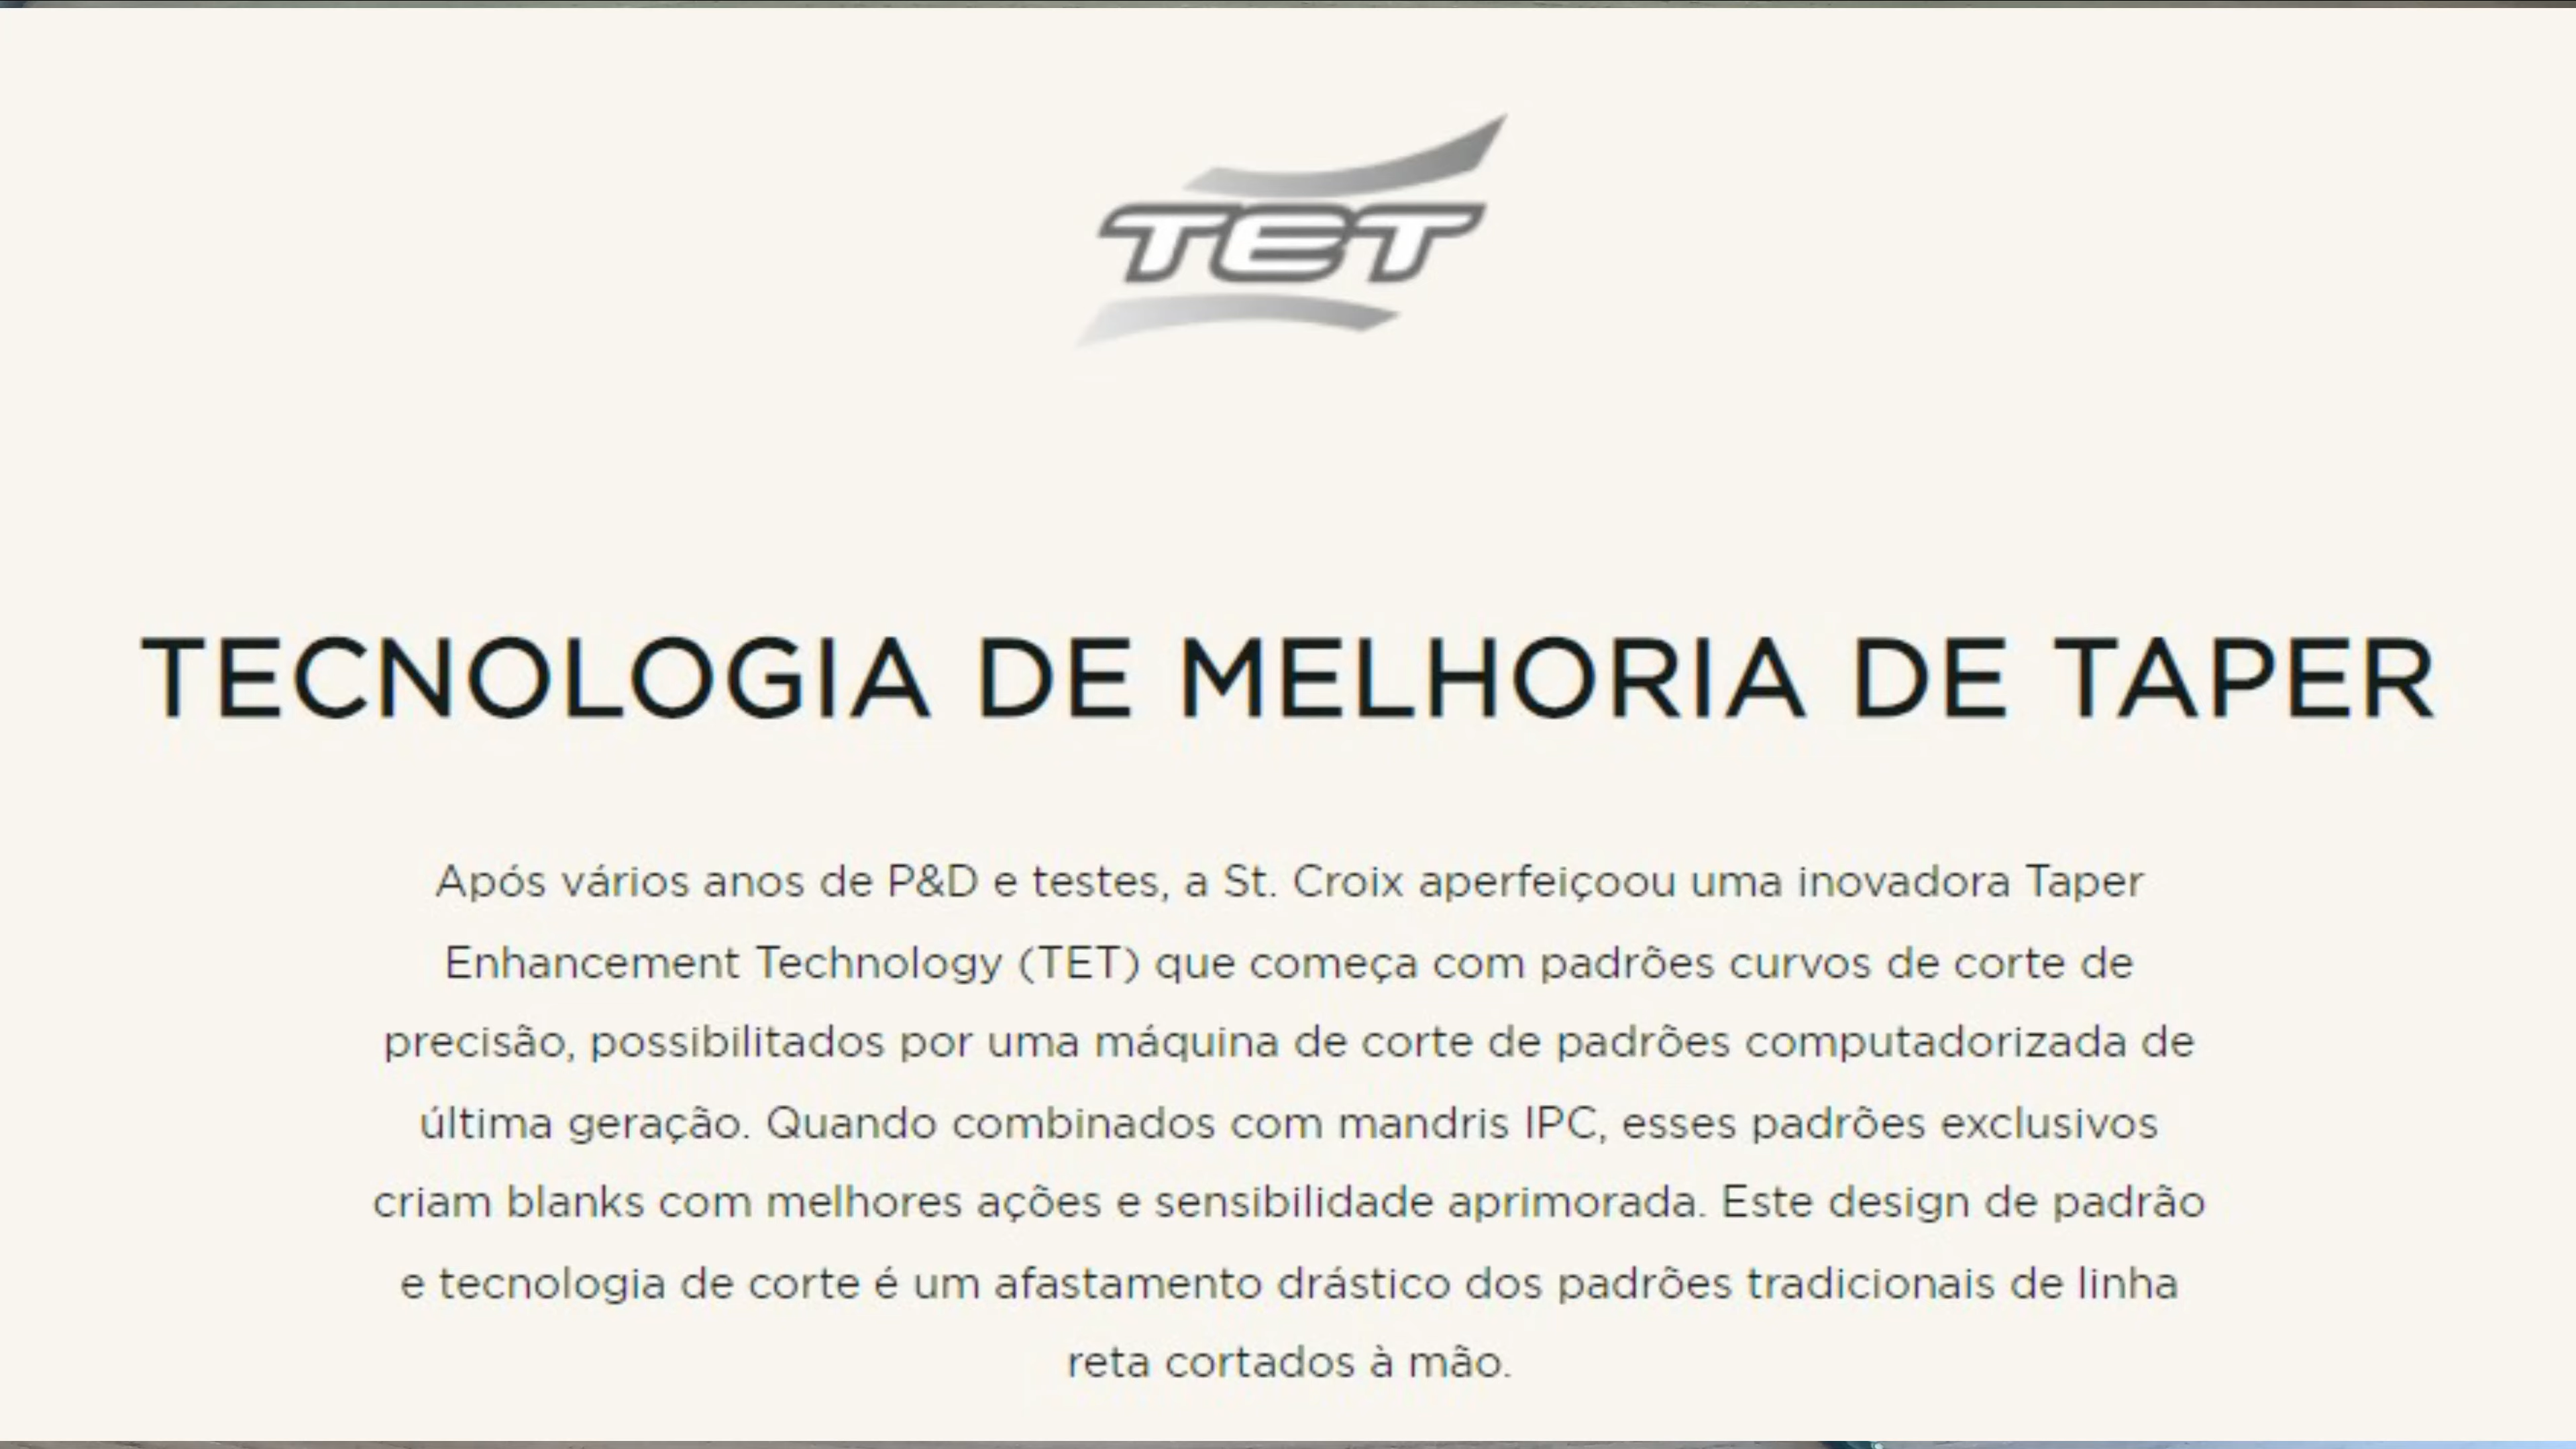 TET
TECNOLOGIA DE MELHORIA DE TAPER
Após vários anos de P&D e testes, a St. Croix aperfeiçoou uma inovadora Taper
Enhancement Technology (TET) que começa com padrões curvos de corte de
precisão, possibilitados por uma máquina de corte de padrões computadorizada de
última geração. Quando combinados com mandris IPC, esses padrões exclusivos
criam blanks com melhores ações e sensibilidade aprimorada. Este design de padrão
e tecnologia de corte é um afastamento drástico dos padrões tradicionais de linha
reta cortados à mão.